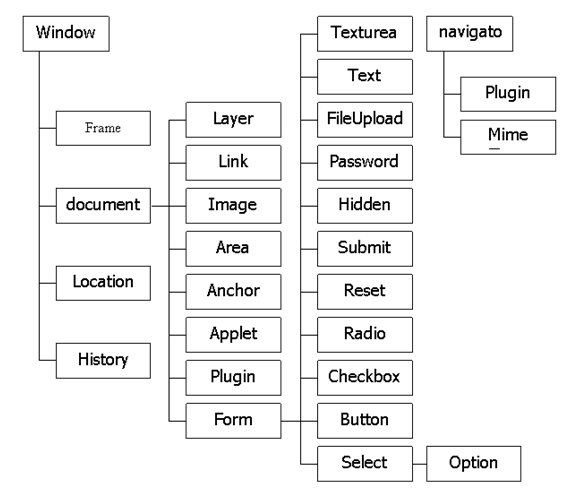 Window
Frame
document
Location
History
Layer
Link
Image
Area
Anchor
Applet
Plugin
Form
Texturea
Text
FileUpload
Password
Hidden
Submit
Reset
Radio
Checkbox
Button
Select
Option
navigato
Plugin
Mime